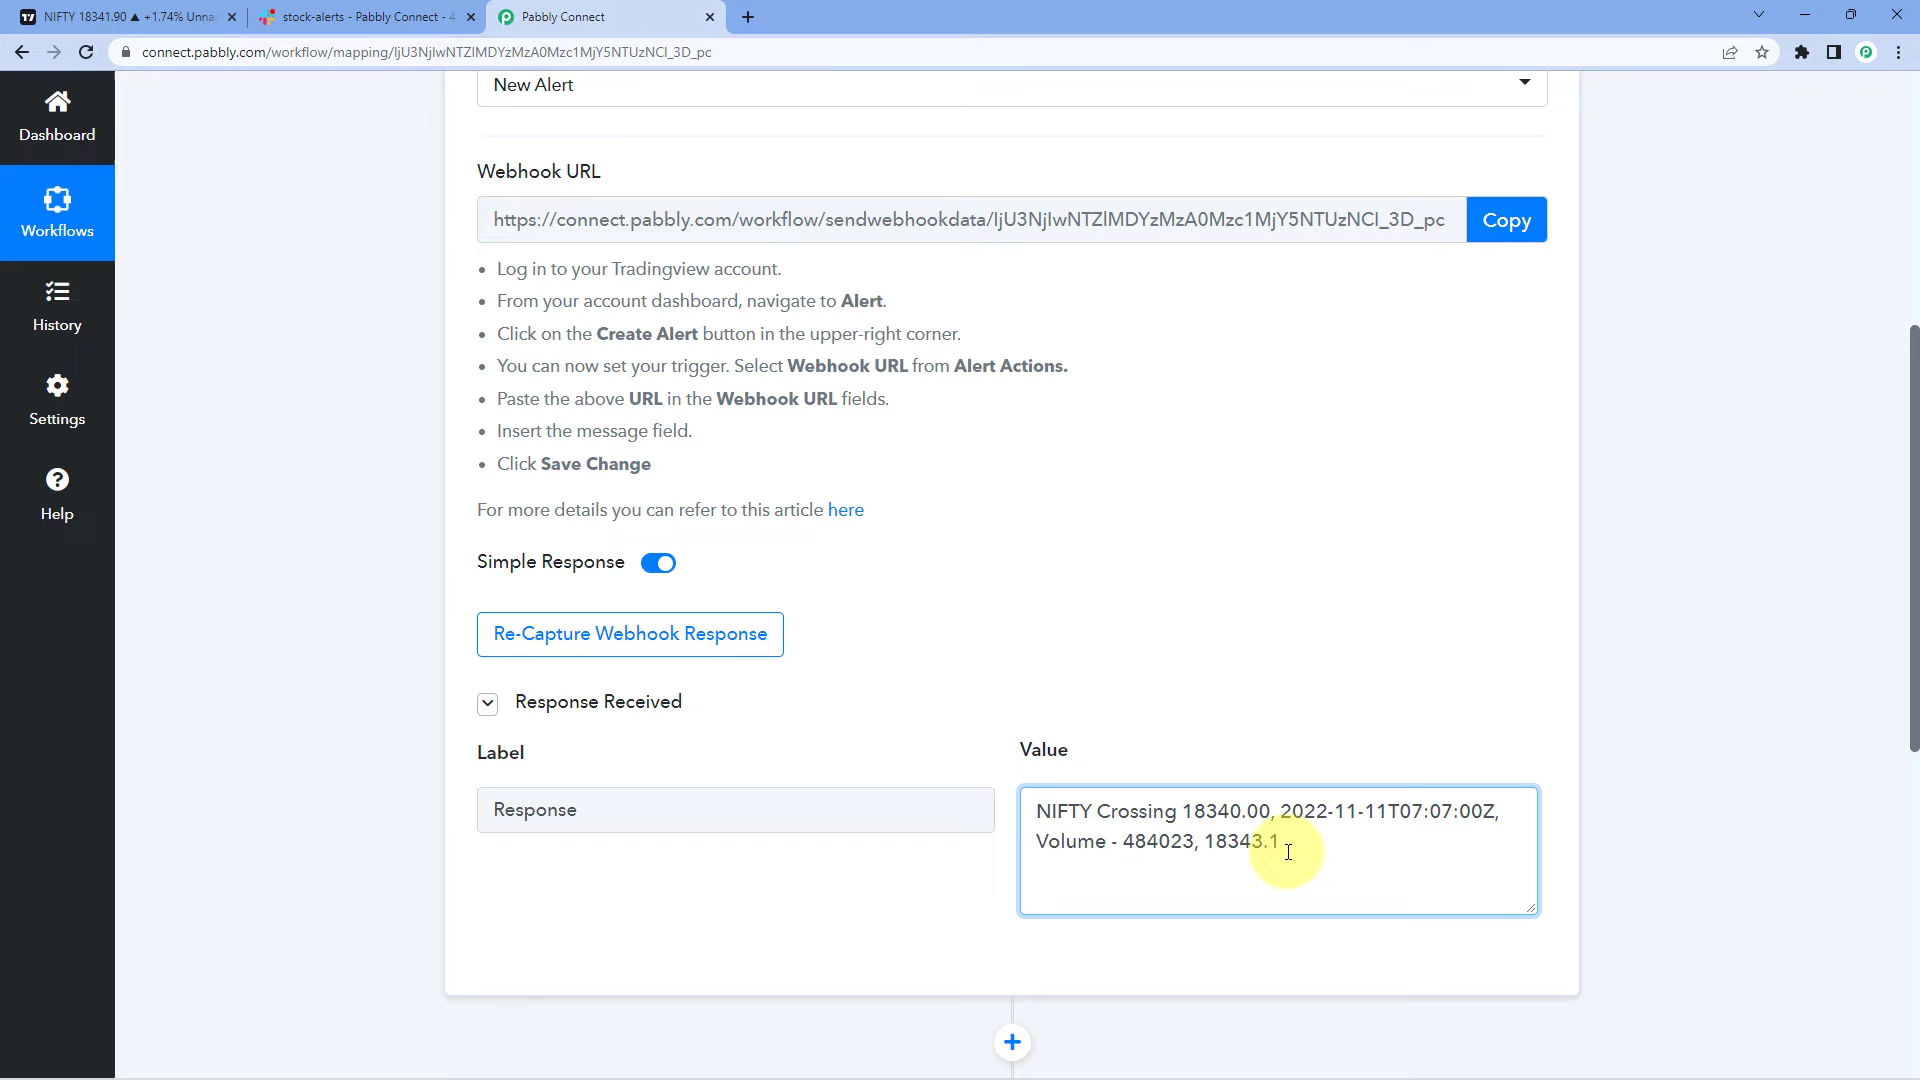 NIFTY 18341.90 ▲ +1.74% Unna
stock-alerts - Pabbly Connect - 4
Pabbly Connect
connect.pabbly.com/workflow/mapping/IjU3NjIwNTZlMDYzMzA0Mzc1MjY5NTUzNCI_3D_pc
Dashboard
Workflows
History
Settings
Help
New Alert
Webhook URL
https://connect.pabbly.com/workflow/sendwebhookdata/IjU3NjIwNTZlMDYzMzA0Mzc1MjY5NTUzNCI_3D_pc
Copy
• Log in to your Tradingview account.
• From your account dashboard, navigate to Alert.
• Click on the Create Alert button in the upper-right corner.
• You can now set your trigger. Select Webhook URL from Alert Actions.
• Paste the above URL in the Webhook URL fields.
• Insert the message field.
• Click Save Change
For more details you can refer to this article here
Simple Response
Re-Capture Webhook Response
Response Received
Label
Value
Response
NIFTY Crossing 18340.00, 2022-11-11T07:07:00Z,
Volume - 484023, 18343.1